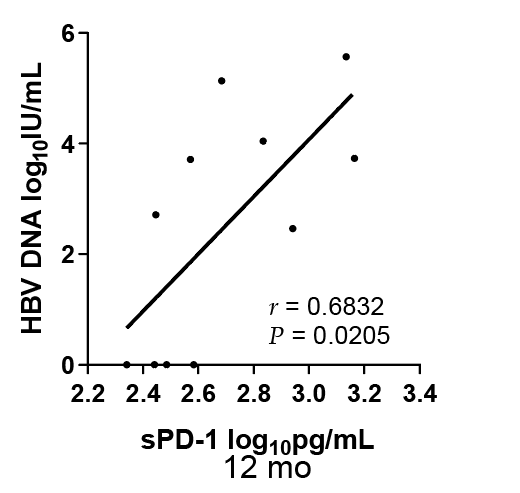 HBV DNA log₁₀IU/mL
6
4
2
0
r = 0.6832
P = 0.0205
2.2 2.4 2.6 2.8 3.0 3.2 3.4
sPD-1 log₁₀pg/mL
12 mo